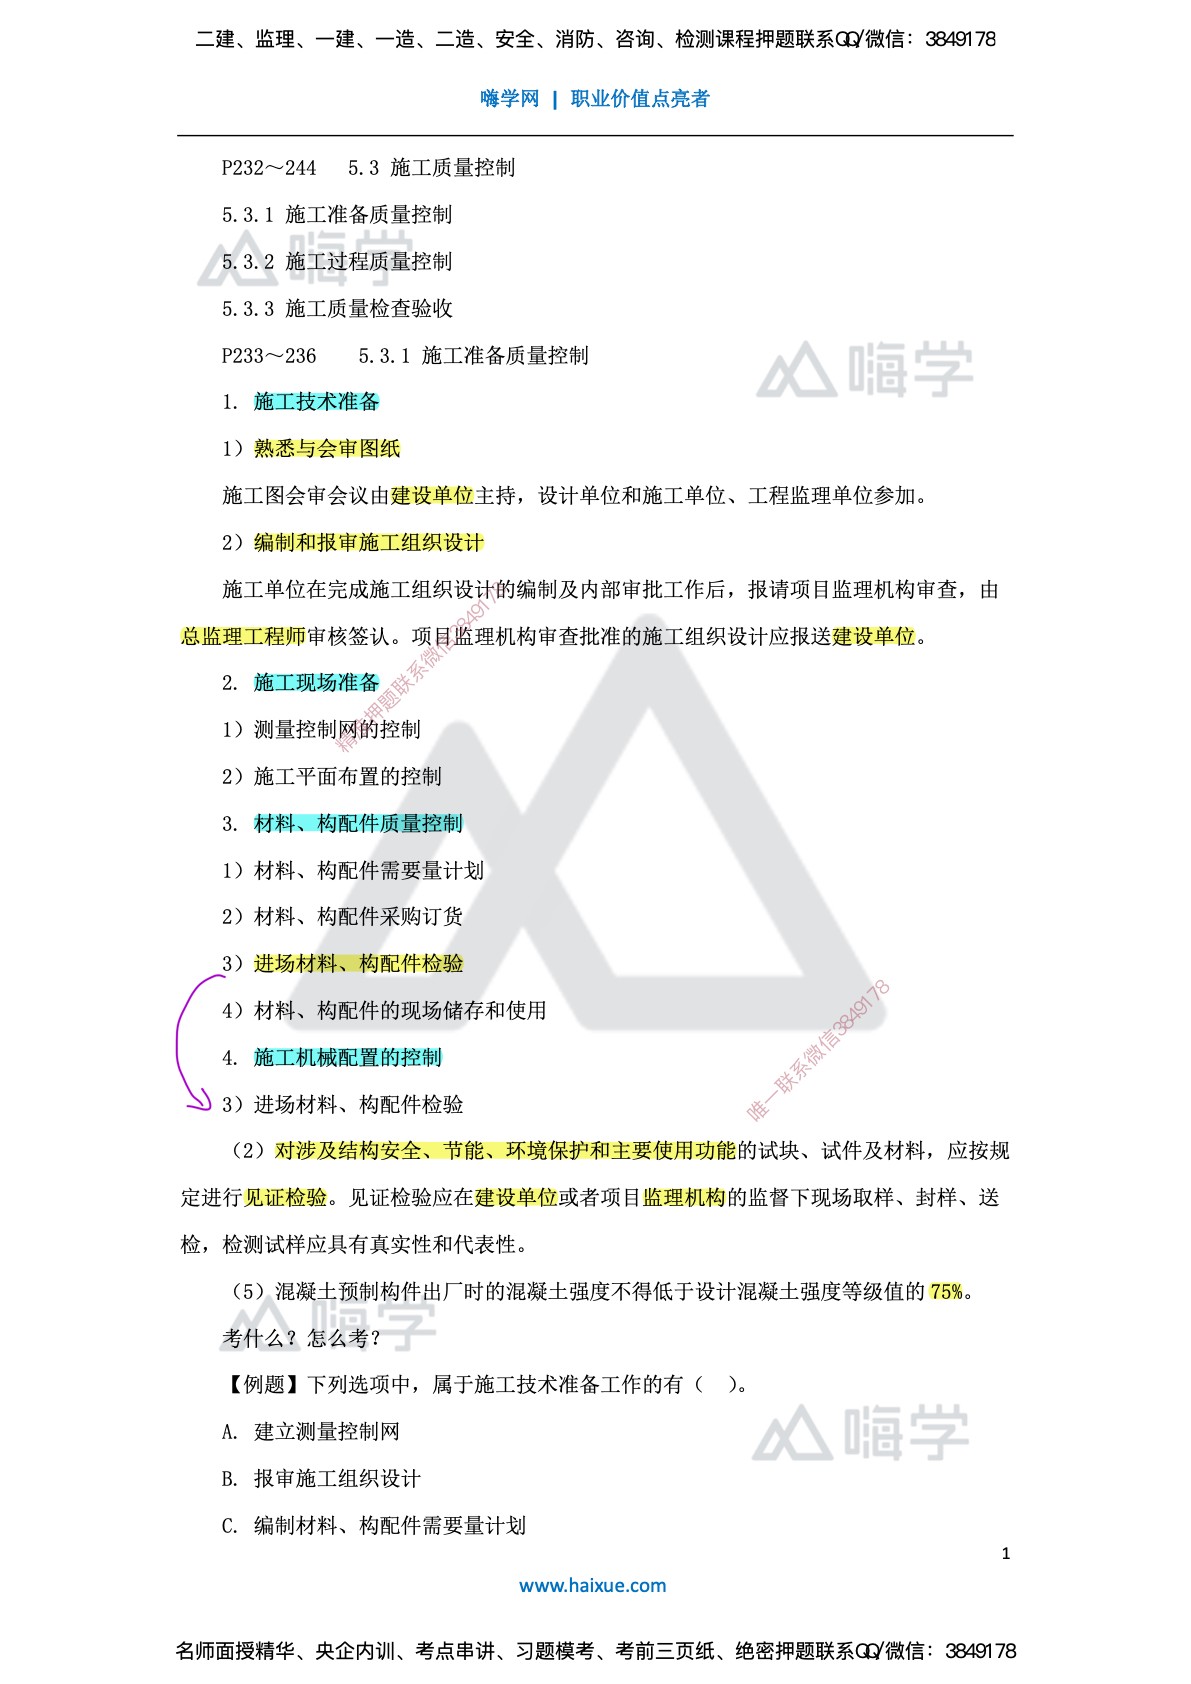 二建、监理、一建、一造、二造、安全、消防、咨询、检测课程押题联系QQ/微信：3849178
嗨学网 | 职业价值点亮者
P232～244 5.3 施工质量控制
5.3.1 施工准备质量控制
嗨学
5.3.2 施工过程质量控制
5.3.3 施工质量检查验收
P233～236 5.3.1 施工准备质量控制
嗨学
1. 施工技术准备
1）熟悉与会审图纸
施工图会审会议由建设单位主持，设计单位和施工单位、工程监理单位参加。
2）编制和报审施工组织设计
施工单位在完成施工组织设计的编制及内部审批工作后，报请项目监理机构审查，由
总监理工程师审核签认。项目监理机构审查批准的施工组织设计应报送建设单位。
精准押题联系微信3849178
2. 施工现场准备
1）测量控制网的控制
2）施工平面布置的控制
3. 材料、构配件质量控制
1）材料、构配件需要量计划
2）材料、构配件采购订货
3）进场材料、构配件检验
4）材料、构配件的现场储存和使用
4. 施工机械配置的控制
唯一联系微信3849178
3）进场材料、构配件检验
（2）对涉及结构安全、节能、环境保护和主要使用功能的试块、试件及材料，应按规
定进行见证检验。见证检验应在建设单位或者项目监理机构的监督下现场取样、封样、送
检，检测试样应具有真实性和代表性。
（5）混凝土预制构件出厂时的混凝土强度不得低于设计混凝土强度等级值的 75%。
嗨学
考什么？怎么考？
【例题】下列选项中，属于施工技术准备工作的有（ ）。
A. 建立测量控制网
嗨学
B. 报审施工组织设计
C. 编制材料、构配件需要量计划
1
www.haixue.com
名师面授精华、央企内训、考点串讲、习题模考、考前三页纸、绝密押题联系QQ/微信：3849178